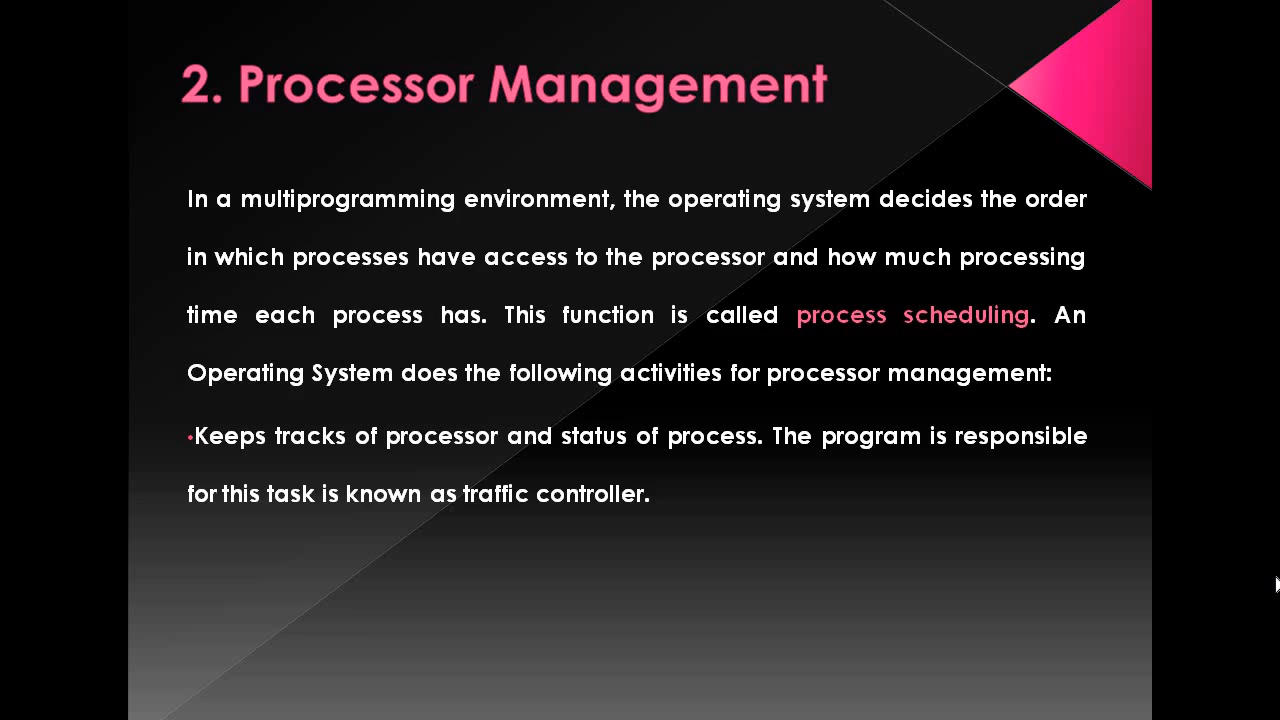 2. Processor Management
In a multiprogramming environment, the operating system decides the order
in which processes have access to the processor and how much processing
time each process has. This function is called process scheduling. An
Operating System does the following activities for processor management:
•Keeps tracks of processor and status of process. The program is responsible
for this task is known as traffic controller.